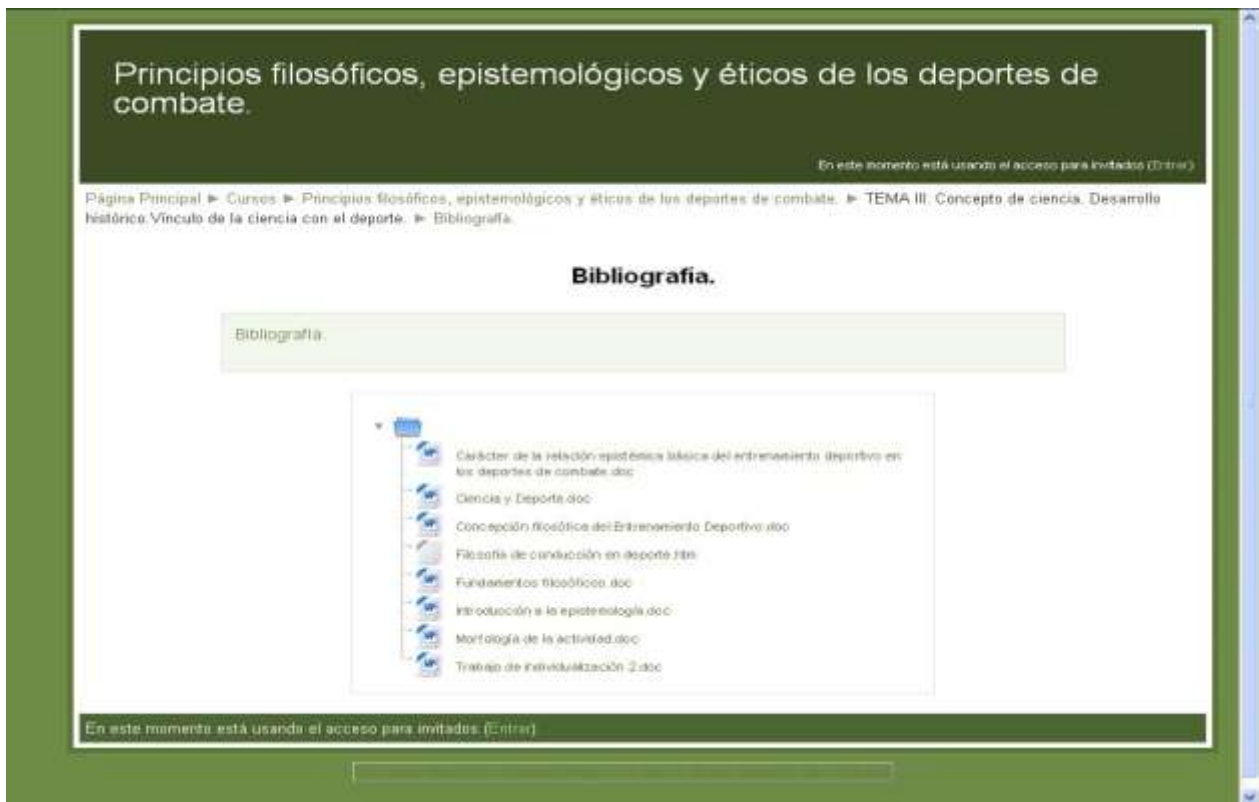 Principios filosóficos, epistemológicos y éticos de los deportes de
combate.
En este momento está usando el acceso para invitados (Entrar)
Página Principal ► Cursos ► Principios filosóficos, epistemológicos y éticos de los deportes de combate. ► TEMA III: Concepto de ciencia. Desarrollo
histórico.Vínculo de la ciencia con el deporte. ► Bibliografía.
Bibliografía.
Bibliografía.
Carácter de la relación epistémica básica del entrenamiento deportivo en
los deportes de combate.doc
Ciencia y Deporte.doc
Concepción filosófica del Entrenamiento Deportivo.doc
Filosofía de conducción en deporte.htm
Fundamentos filosóficos.doc
Introducción a la epistemología.doc
Morfología de la actividad.doc
Trabajo de individualización 2.doc
En este momento está usando el acceso para invitados (Entrar)